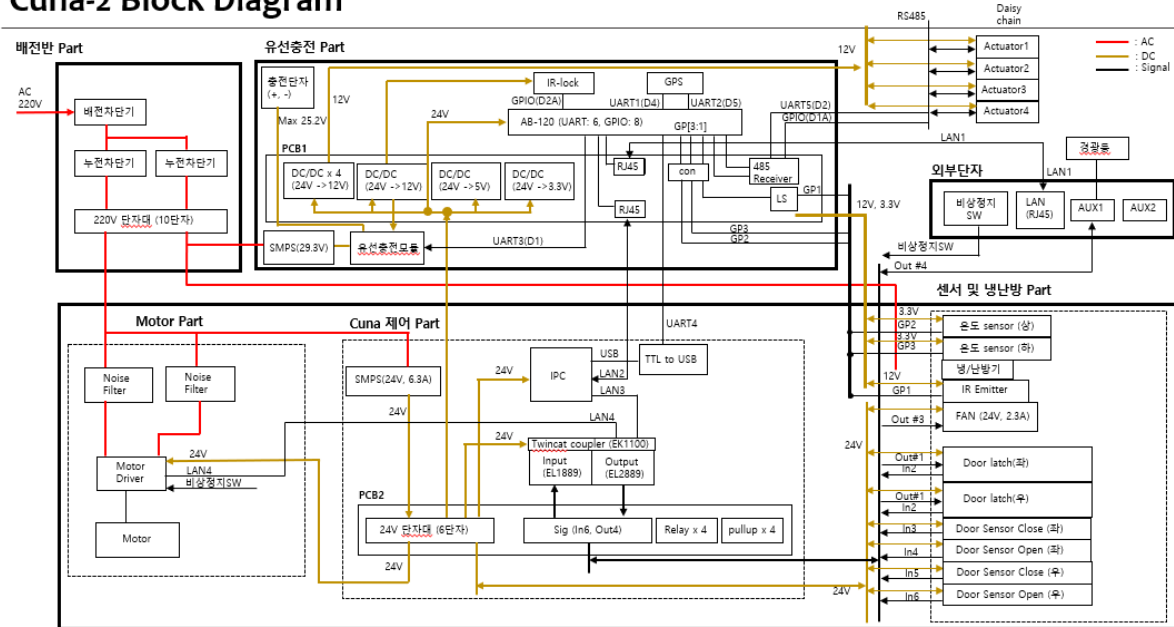 Cuna-2 Block Diagram
배전반 Part
유선충전 Part
RS485
Daisy
chain
: AC
: DC
: Signal
AC
220V
배전차단기
누전차단기
누전차단기
220V 단자대 (10단자)
충전단자
(+, -)
12V
Max 25.2V
24V
IR-lock
GPS
GPIO(D2A)
UART1(D4)
UART2(D5)
AB-120 (UART: 6, GPIO: 8)
GP[3:1]
UART5(D2)
GPIO(D1A)
12V
Actuator1
Actuator2
Actuator3
Actuator4
LAN1
PCB1
DC/DC x 4
(24V ->12V)
DC/DC
(24V ->12V)
DC/DC
(24V ->5V)
DC/DC
(24V ->3.3V)
RJ45
con
485
Receiver
LS
GP1
RJ45
GP3
GP2
12V, 3.3V
SMPS(29.3V)
유선충전모듈
UART3(D1)
경광등
LAN1
외부단자
비상정지
SW
LAN
(RJ45)
AUX1
AUX2
비상정지SW
Out #4
센서 및 냉난방 Part
Motor Part
Cuna 제어 Part
UART4
Noise
Filter
Noise
Filter
SMPS(24V, 6.3A)
24V
24V
IPC
USB
LAN2
LAN3
TTL to USB
LAN4
24V
Twincat coupler (EK1100)
Input
(EL1889)
Output
(EL2889)
Motor
Driver
24V
LAN4
비상정지SW
Motor
PCB2
24V 단자대 (6단자)
Sig (In6, Out4)
Relay x 4
pullup x 4
24V
24V
3.3V
GP2
3.3V
GP3
온도 sensor (상)
온도 sensor (하)
냉/난방기
12V
GP1
IR Emitter
Out #3
FAN (24V, 2.3A)
24V
Out#1
In2
Door latch(좌)
Out#1
In2
Door latch(우)
In3
Door Sensor Close (좌)
In4
Door Sensor Open (좌)
In5
Door Sensor Close (우)
In6
Door Sensor Open (우)